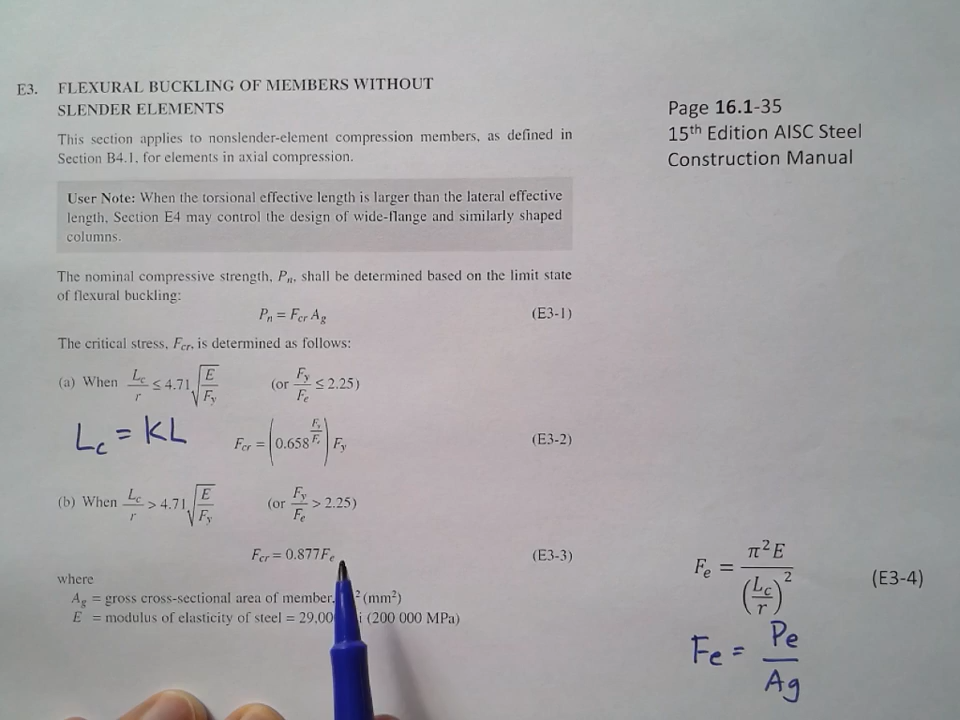 E3. FLEXURAL BUCKLING OF MEMBERS WITHOUT
SLENDER ELEMENTS
This section applies to nonslender-element compression members, as defined in
Section B4.1, for elements in axial compression.
User Note: When the torsional effective length is larger than the lateral effective
length, Section E4 may control the design of wide-flange and similarly shaped
columns.
The nominal compressive strength, Pn, shall be determined based on the limit state
of flexural buckling:
Pn = Fcr Ag (E3-1)
The critical stress, Fcr, is determined as follows:
(a) When Lc/r ≤ 4.71√(E/Fy) (or Fy/Fe ≤ 2.25)
Lc = KL
Fcr = (0.658^(Fy/Fe)) Fy (E3-2)
(b) When Lc/r > 4.71√(E/Fy) (or Fy/Fe > 2.25)
Fcr = 0.877Fe (E3-3)
where
Ag = gross cross-sectional area of member, ² (mm²)
E = modulus of elasticity of steel = 29,00 i (200 000 MPa)
Page 16.1-35
15th Edition AISC Steel
Construction Manual
Fe = π²E/(Lc/r)² (E3-4)
Fe = Pe/Ag